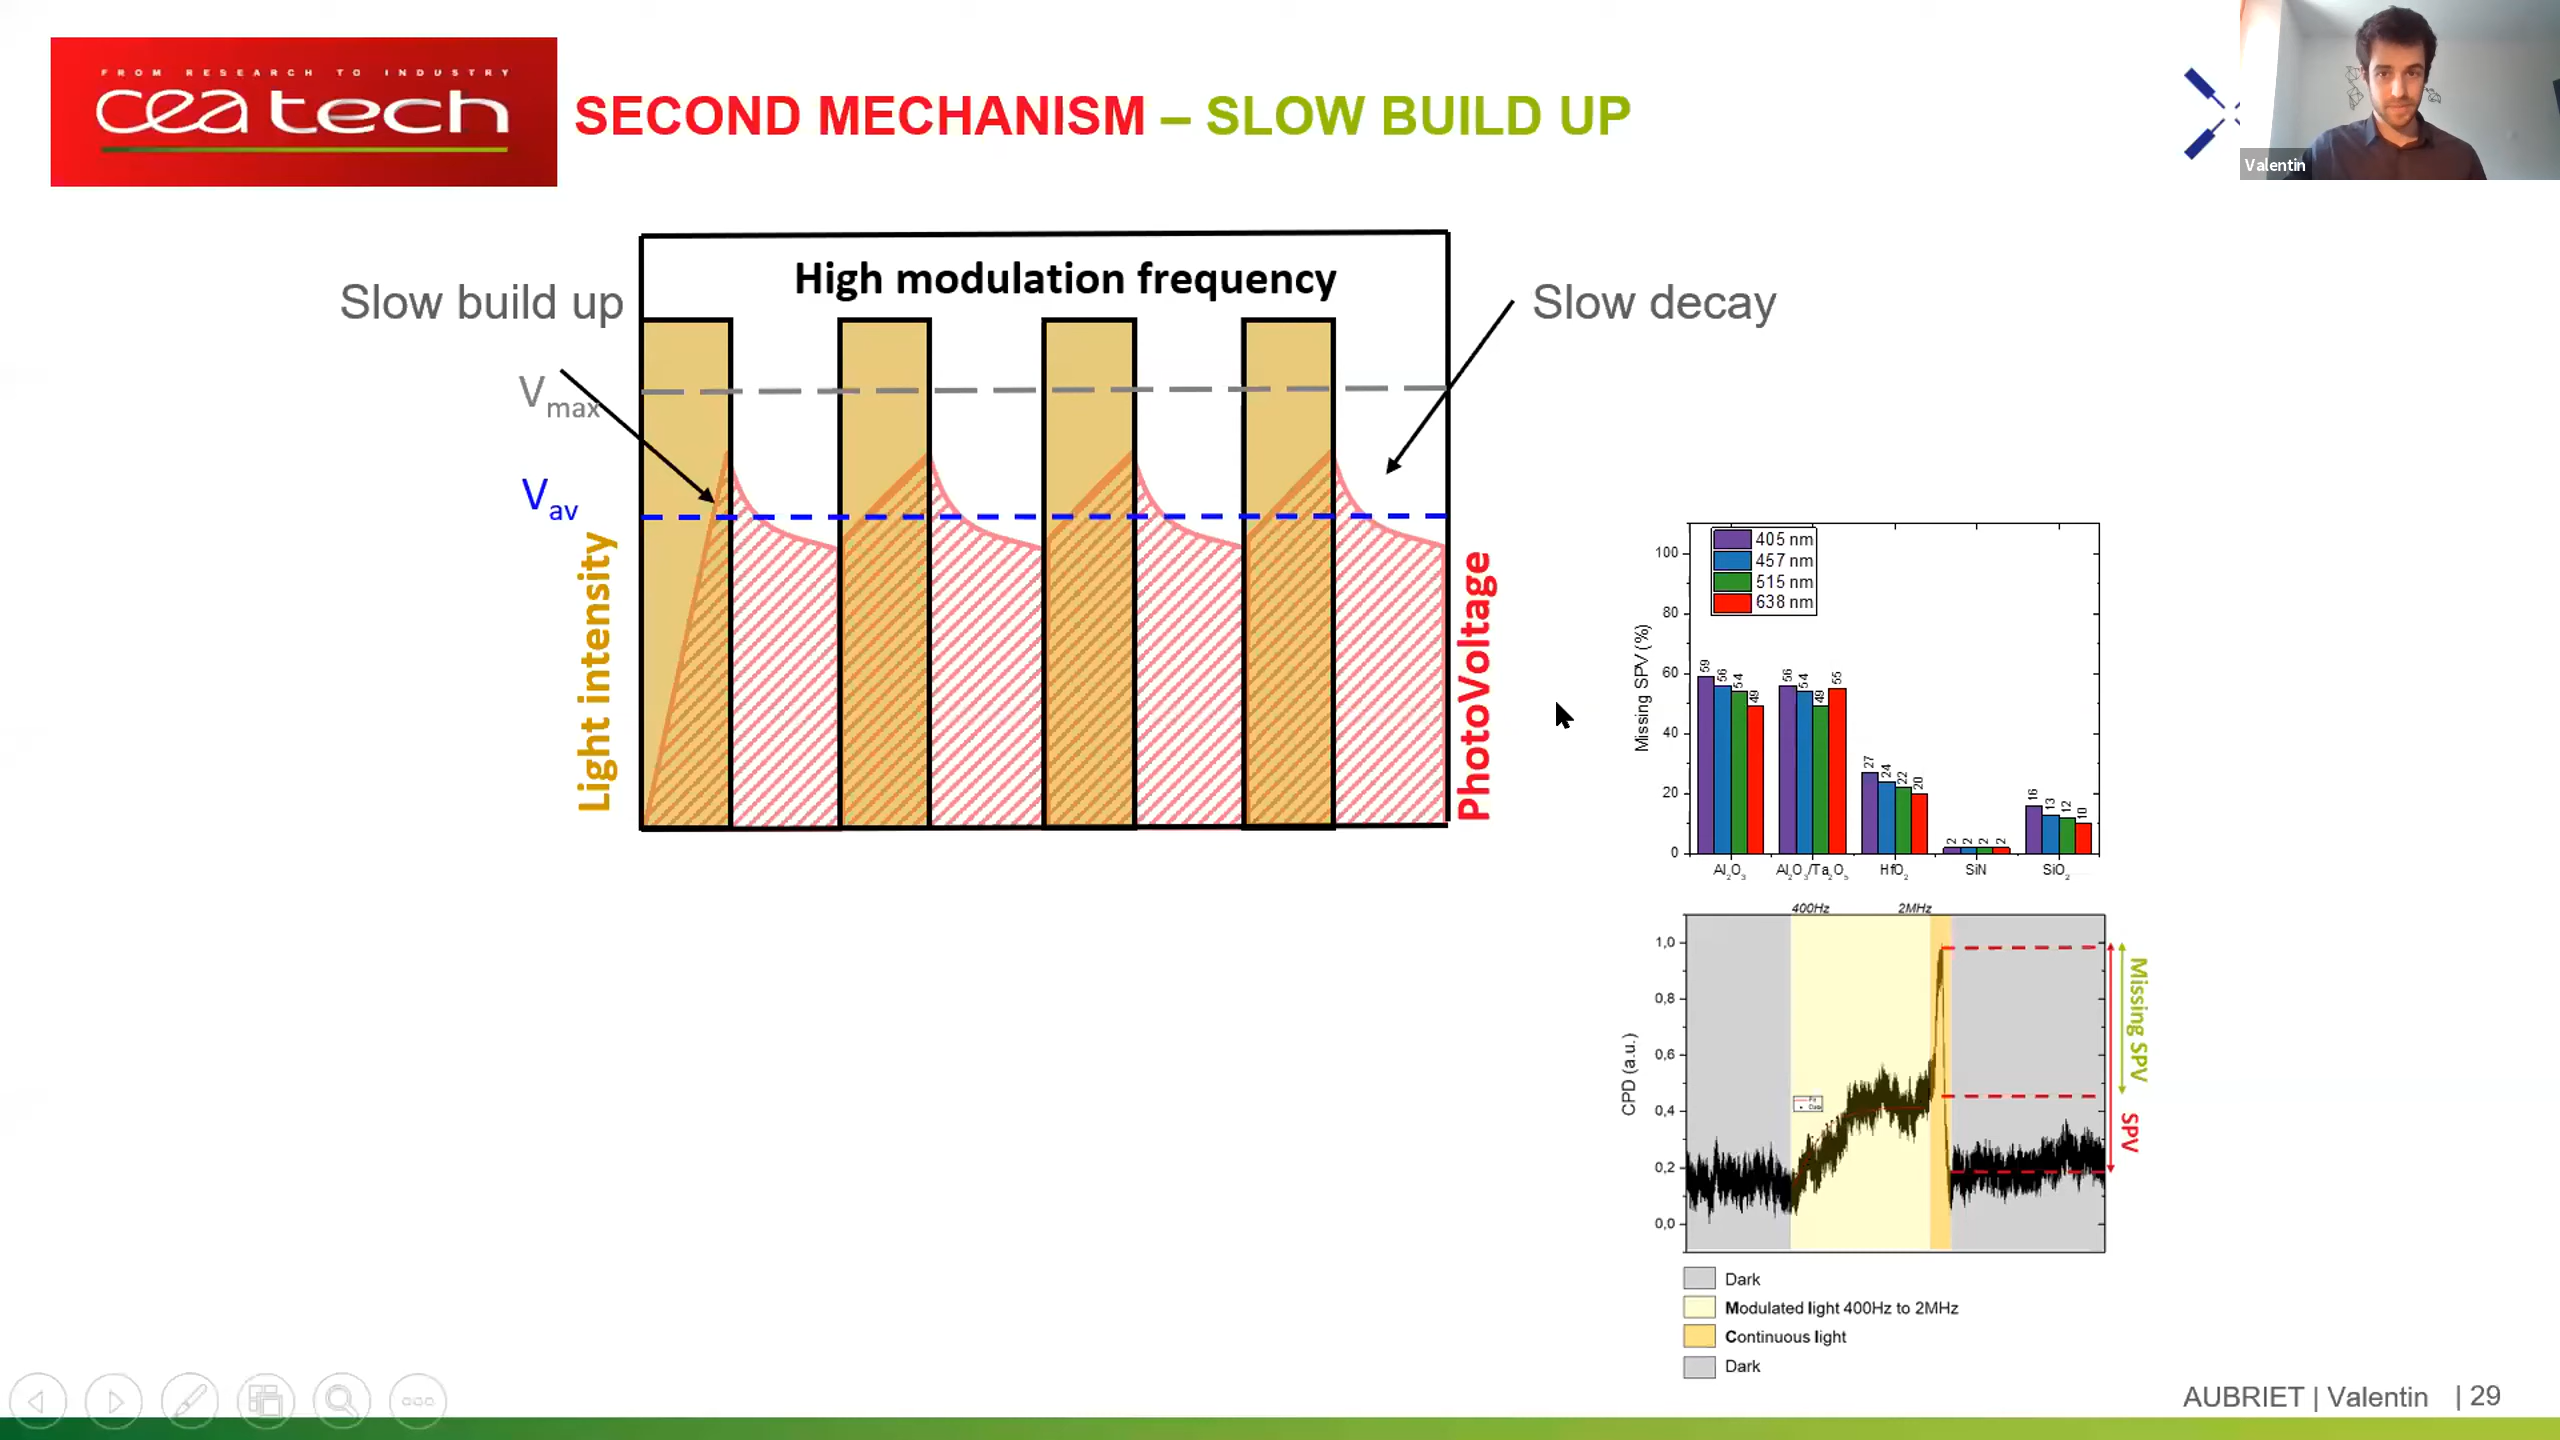 FROM RESEARCH TO INDUSTRY
cea tech
SECOND MECHANISM – SLOW BUILD UP
Valentin
High modulation frequency
Slow build up
Slow decay
Vmax
Vav
Light intensity
PhotoVoltage
405 nm
457 nm
515 nm
638 nm
Missing SPV (%)
100
80
60
40
20
0
59 56 54 49
56 54 49 55
27 24 22 20
2 2 2 2
16 13 12 10
Al2O3 Al2O3/Ta2O5 HfO2 SiN SiO2
400Hz 2MHz
CPD (a.u.)
1,0
0,8
0,6
0,4
0,2
0,0
Fit
Data
Missing SPV
SPV
Dark
Modulated light 400Hz to 2MHz
Continuous light
Dark
AUBRIET | Valentin | 29